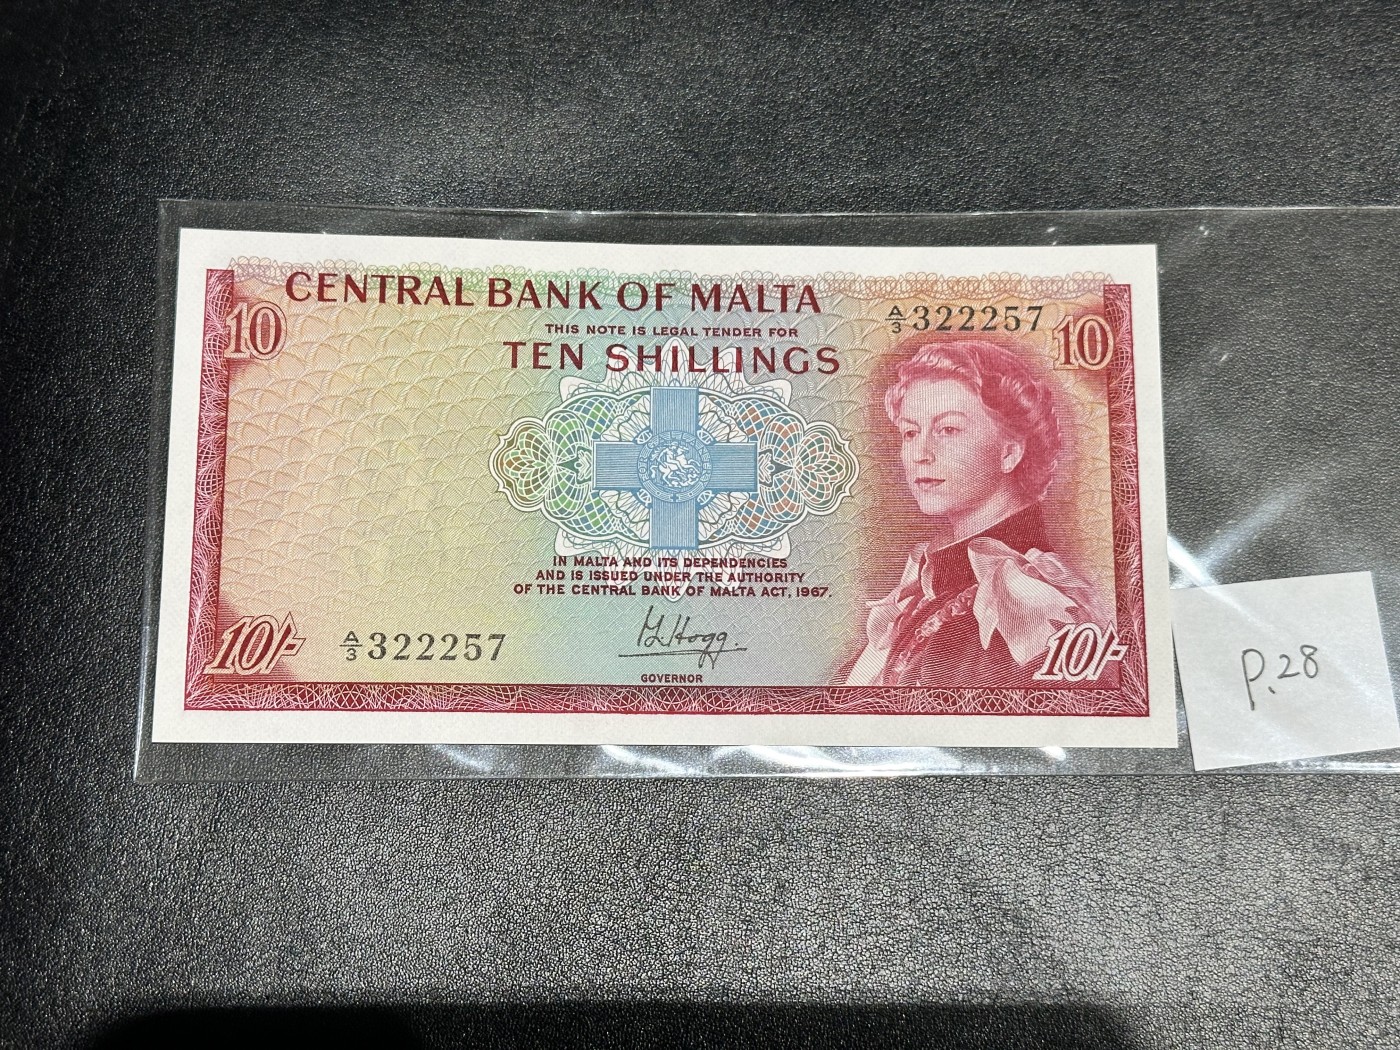 CENTRAL BANK OF MALTA
THIS NOTE IS LEGAL TENDER FOR
TEN SHILLINGS
10
A/3 322257
10
IN MALTA AND ITS DEPENDENCIES
AND IS ISSUED UNDER THE AUTHORITY
OF THE CENTRAL BANK OF MALTA ACT, 1967.
10/-
A/3 322257
Hogg.
GOVERNOR
10/-
P.28